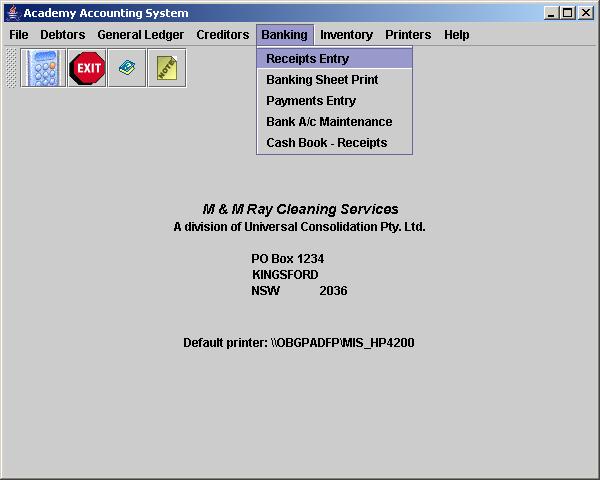 Academy Accounting System
File Debtors General Ledger Creditors Banking Inventory Printers Help
EXIT
NOTE
Receipts Entry
Banking Sheet Print
Payments Entry
Bank A/c Maintenance
Cash Book - Receipts
M & M Ray Cleaning Services
A division of Universal Consolidation Pty. Ltd.
PO Box 1234
KINGSFORD
NSW 2036
Default printer: \\OBGPADFP\MIS_HP4200